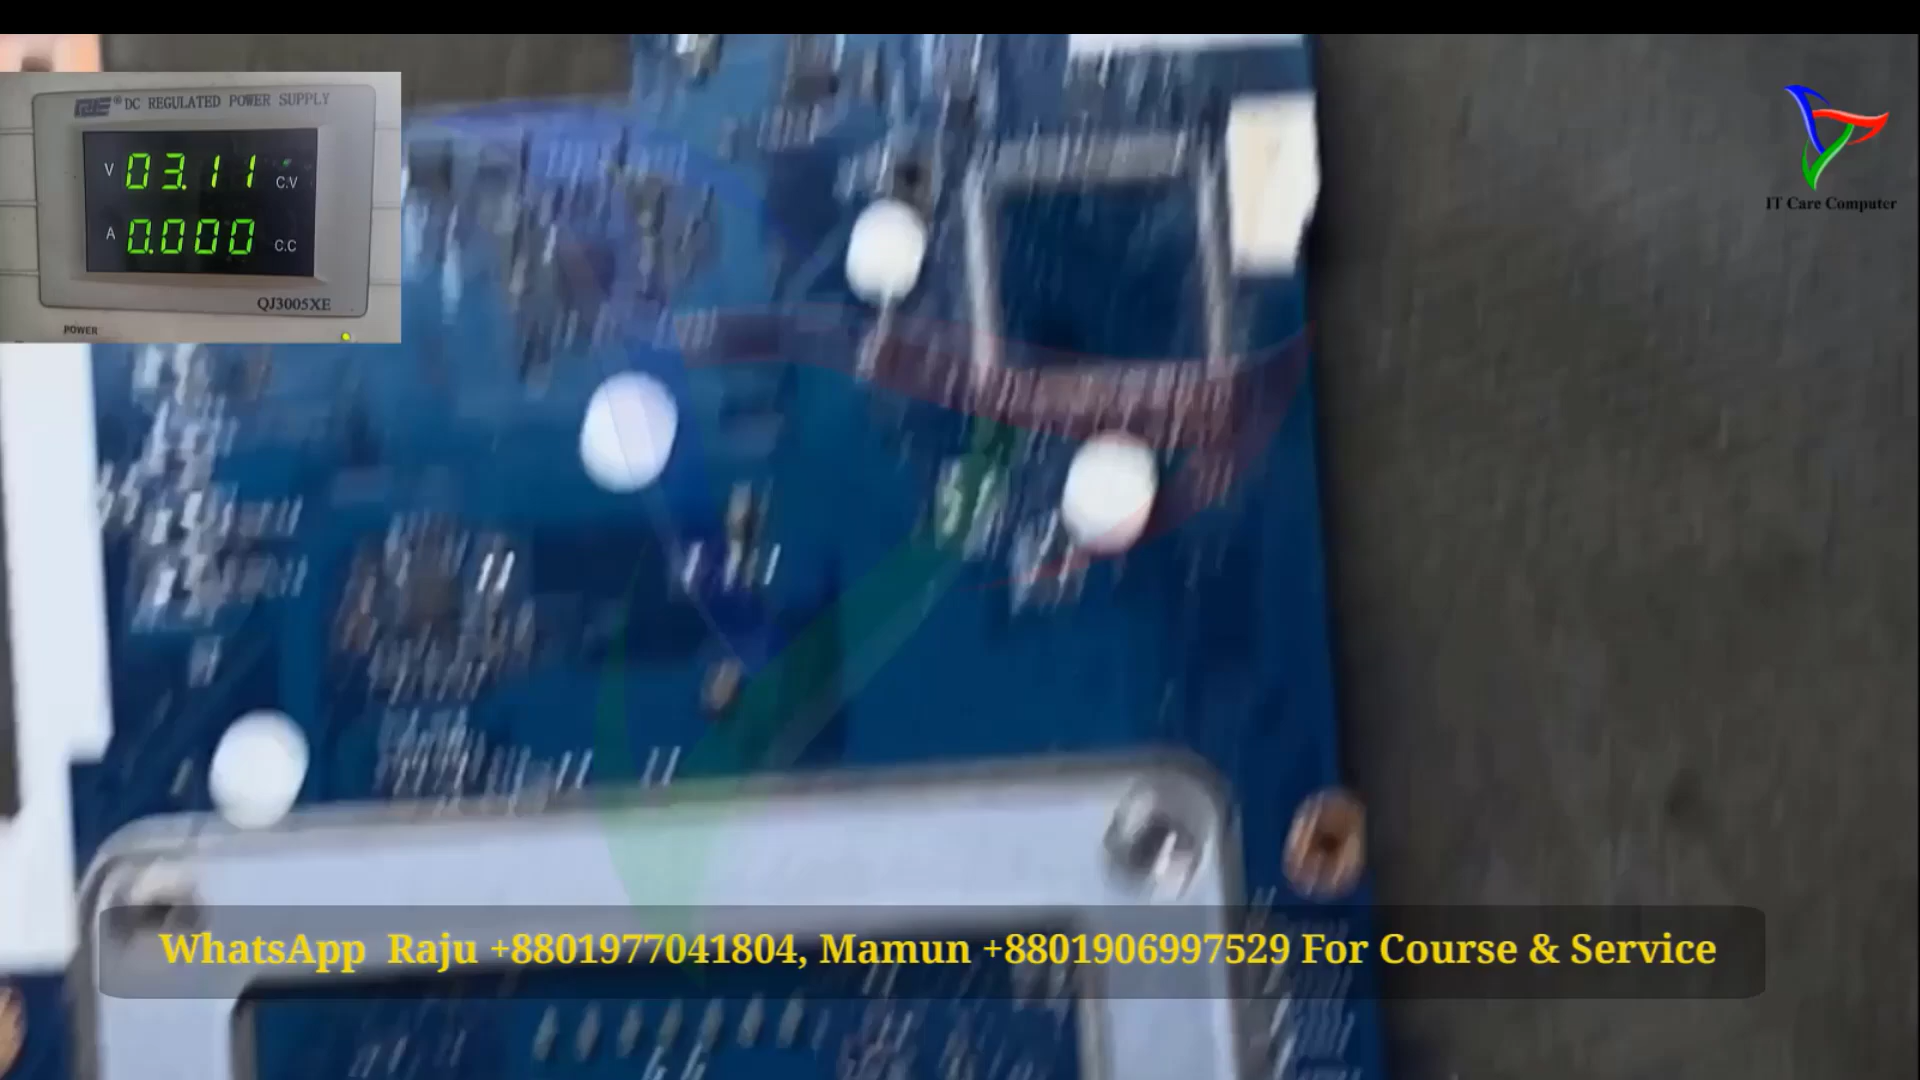 QJE® DC REGULATED POWER SUPPLY
V 03.11 C.V
A 0.000 C.C
QJ3005XE
POWER
IT Care Computer
WhatsApp Raju +8801977041804, Mamun +8801906997529 For Course & Service